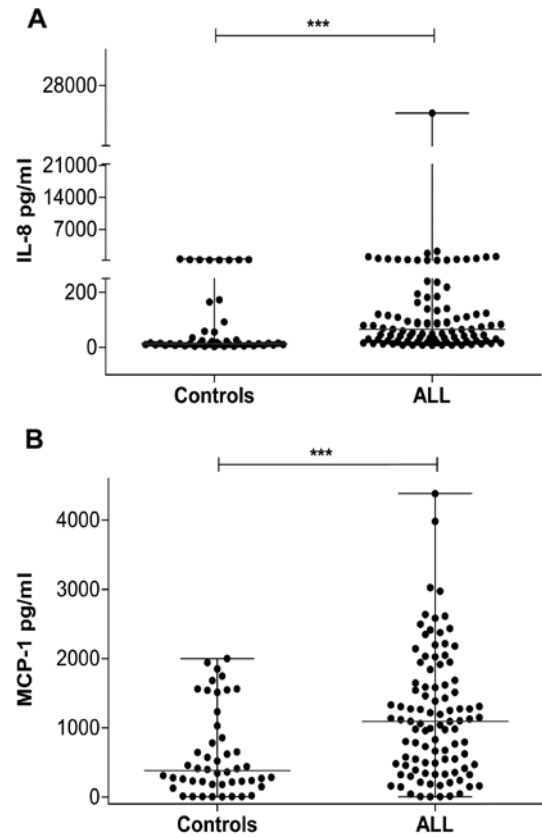 A
***
28000
21000
14000
7000
200
0
IL-8 pg/ml
Controls
ALL
B
***
4000
3000
2000
1000
0
MCP-1 pg/ml
Controls
ALL